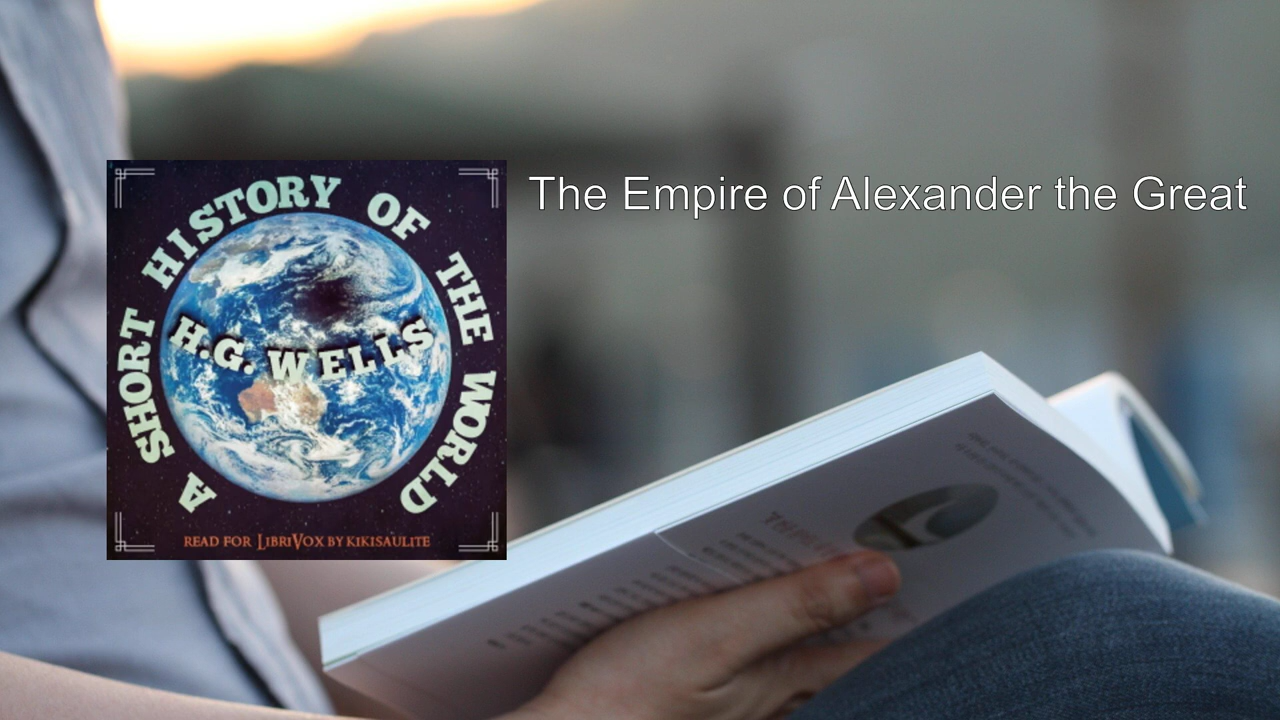 A SHORT HISTORY OF THE WORLD
H.G. WELLS
READ FOR LIBRIVOX BY KIKISAULITE
The Empire of Alexander the Great